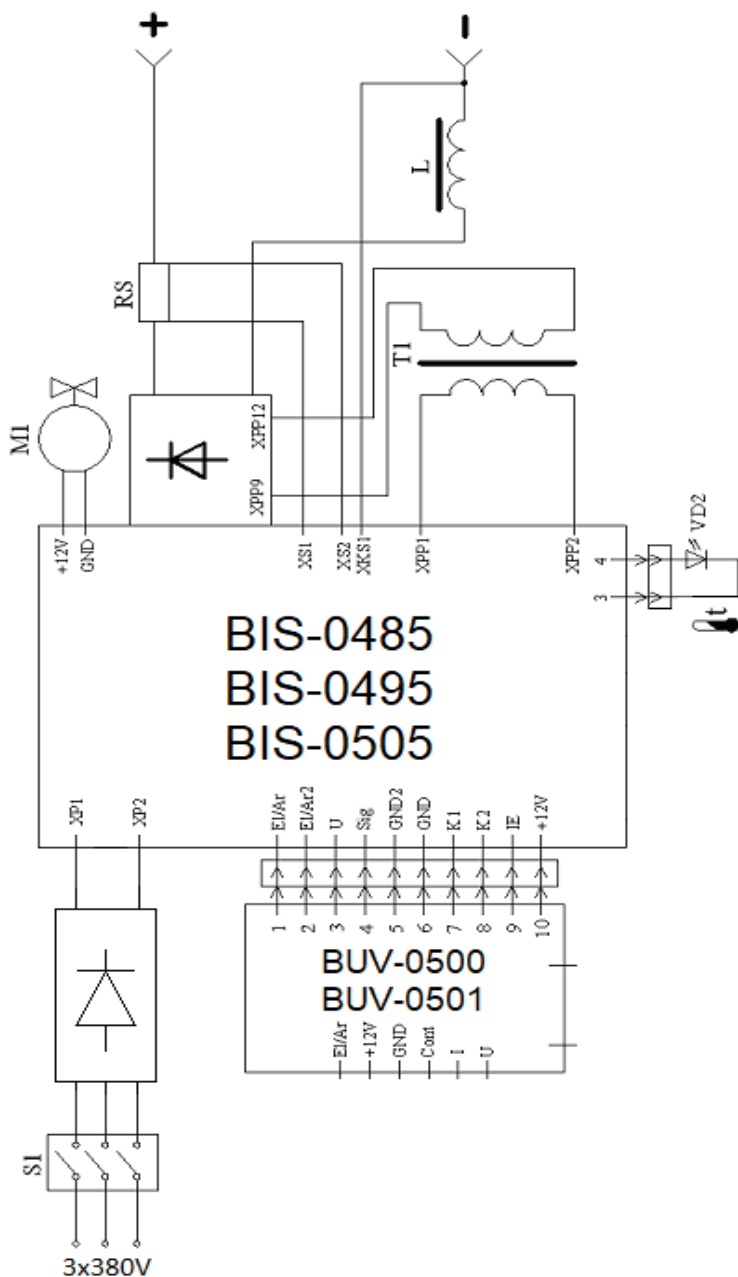 +
-
L
RS
T1
M1
XPP12
XPP9
+12V
GND
XS1
XS2
XKS1
XPP1
XPP2
4
3
VD2
t
BIS-0485
BIS-0495
BIS-0505
XP1
XP2
El/Ar
El/Ar2
U
Sig
GND2
GND
K1
K2
IE
+12V
1
2
3
4
5
6
7
8
9
10
BUV-0500
BUV-0501
El/Ar
+12V
GND
Cont
I
U
S1
3x380V